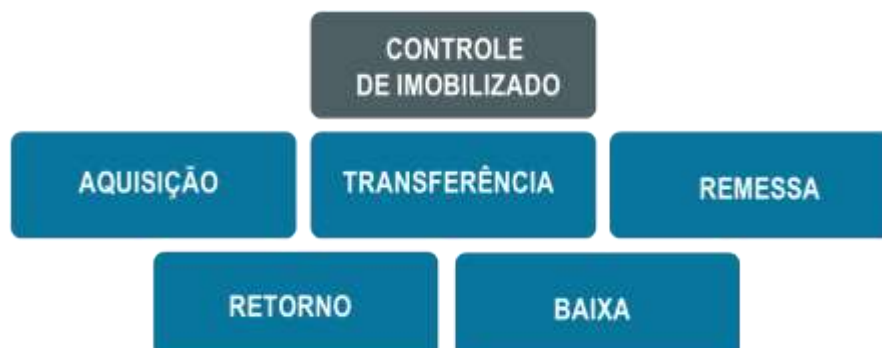 CONTROLE
DE IMOBILIZADO
AQUISIÇÃO
TRANSFERÊNCIA
REMESSA
RETORNO
BAIXA